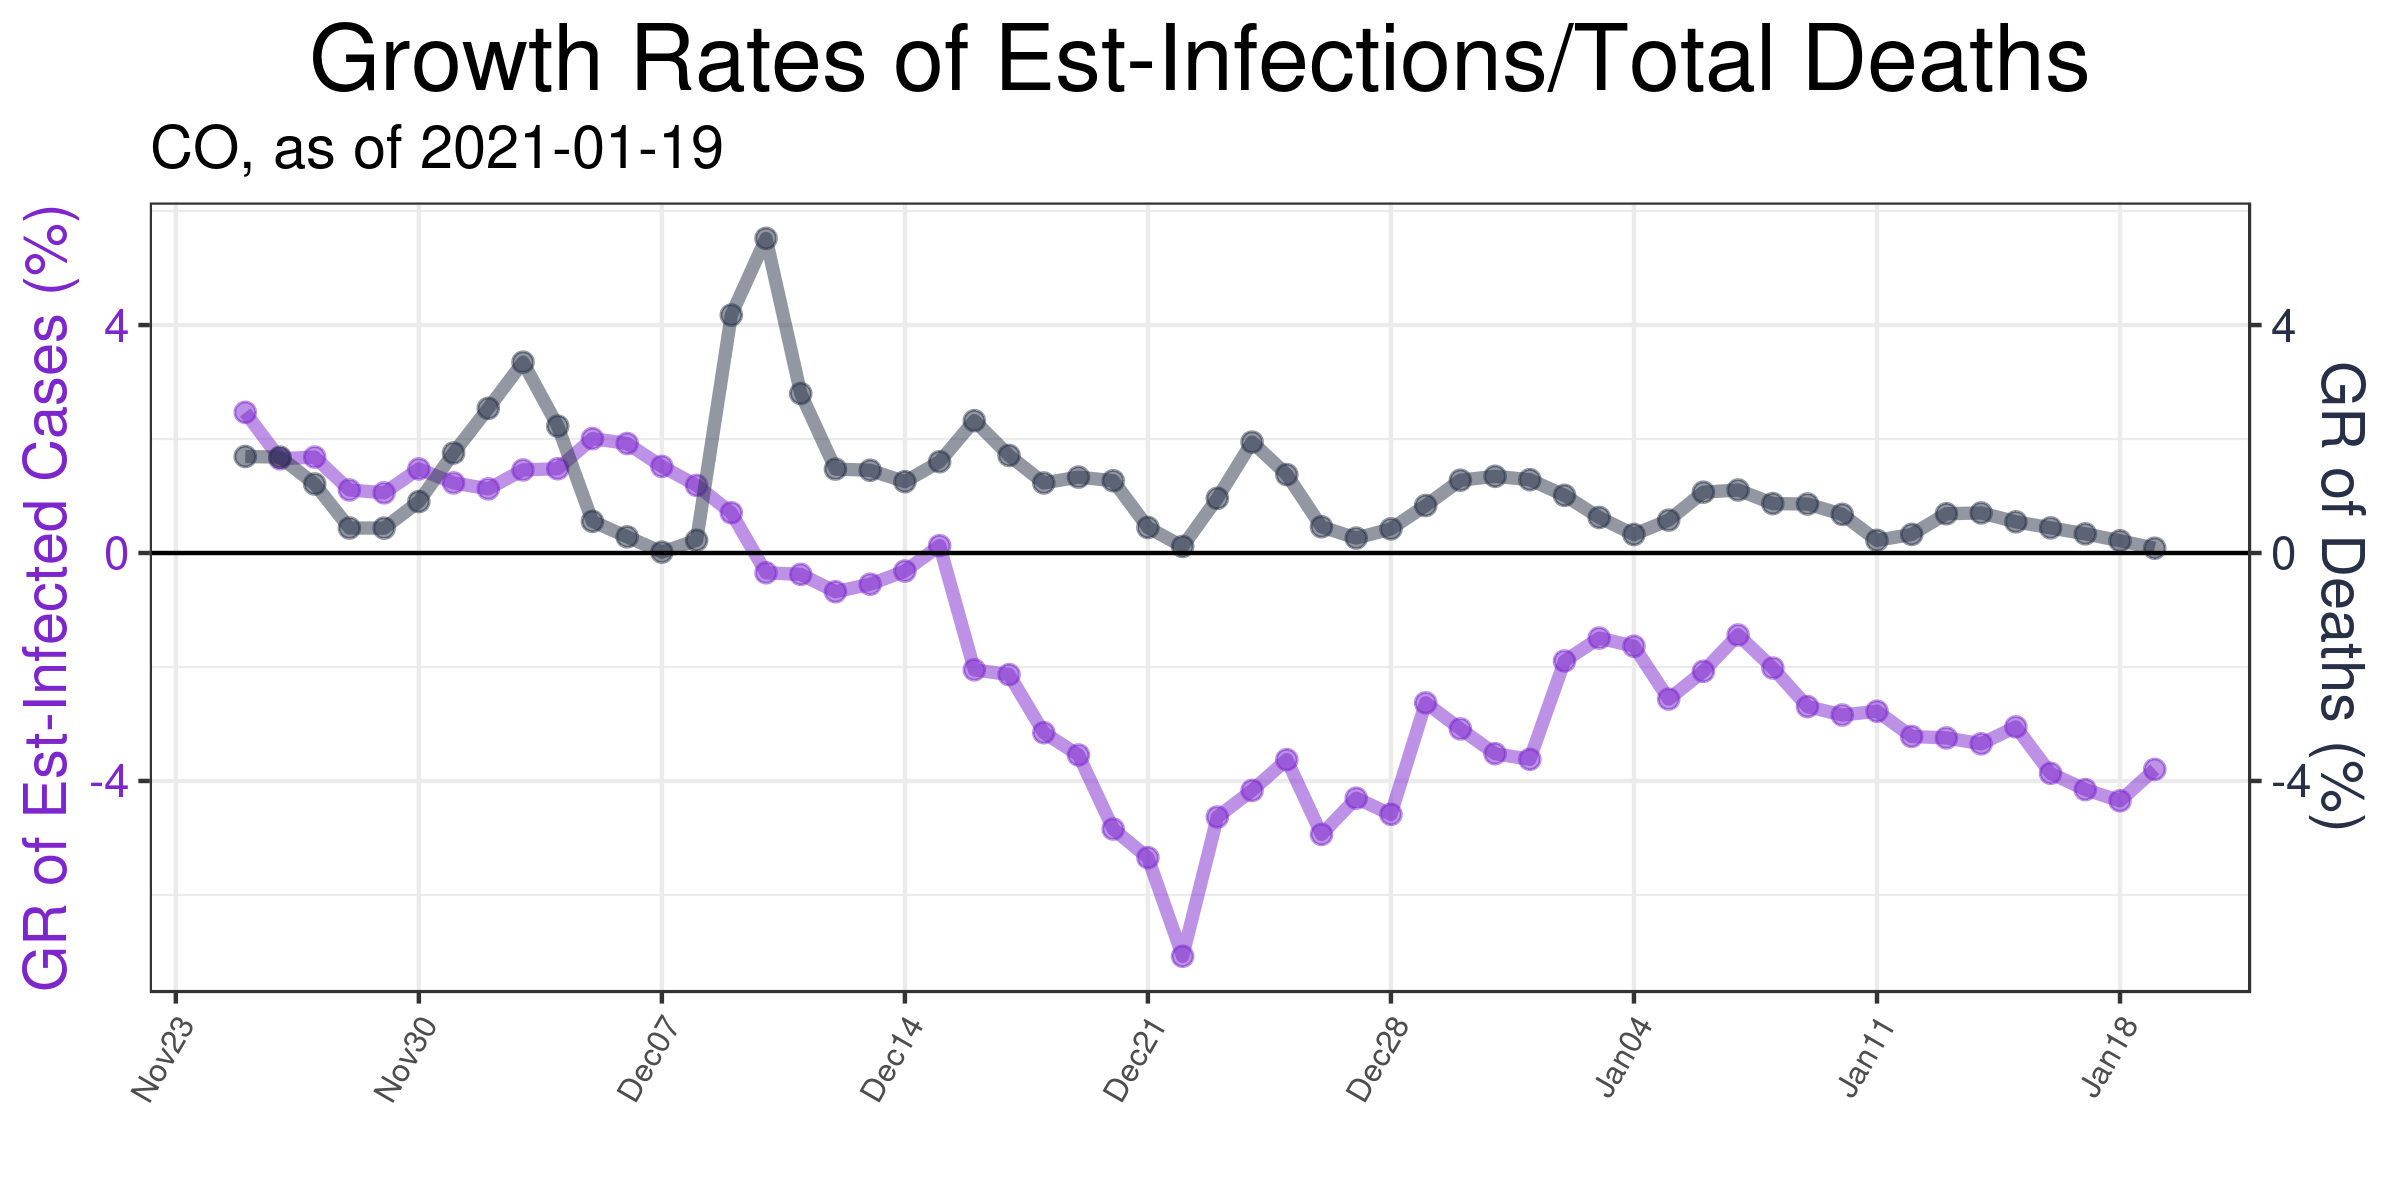 Growth Rates of Est-Infections/Total Deaths
CO, as of 2021-01-19
GR of Est-Infected Cases (%)
4
0
-4
4
0
-4
GR of Deaths (%)
Nov23
Nov30
Dec07
Dec14
Dec21
Dec28
Jan04
Jan11
Jan18